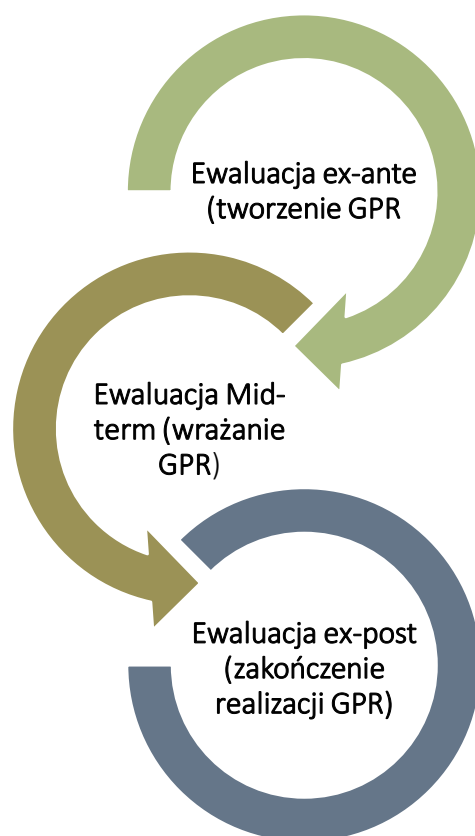 Ewaluacja ex-ante
(tworzenie GPR
Ewaluacja Mid-
term (wrażanie
GPR)
Ewaluacja ex-post
(zakończenie
realizacji GPR)